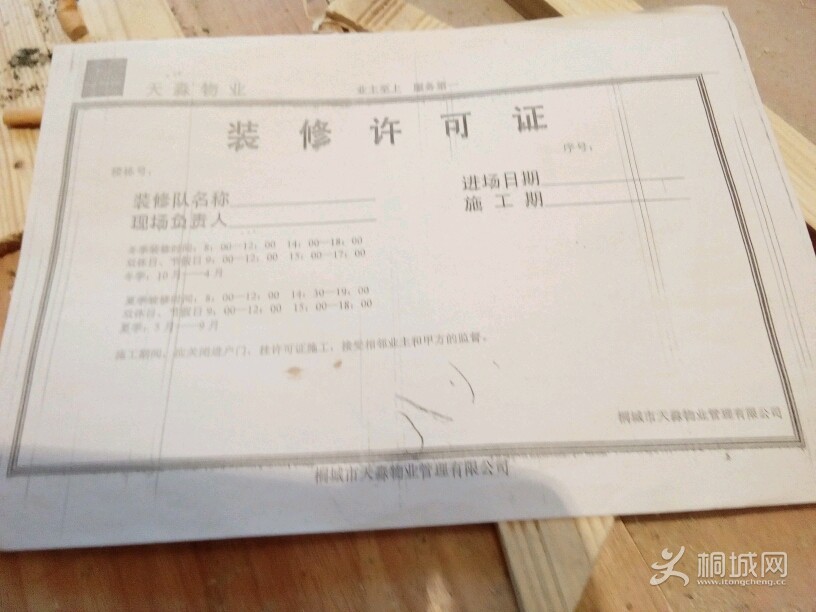 天淼物业
业主至上 服务第一
装修许可证
序号：
楼栋号：
装修队名称
进场日期
现场负责人
施工期
冬季装修时间：8：00—12：00 14：00—18：00
双休日、节假日9：00—12：00 15：00—17：00
冬季：10月——4月
夏季装修时间：8：00—12：00 14：30—19：00
双休日、节假日9：00—12：00 15：00—18：00
夏季：5月——9月
施工期间，应关闭进户门，挂许可证施工，接受相邻业主和甲方的监督。
桐城市天淼物业管理有限公司
桐城市天淼物业管理有限公司
桐城网
www.itongcheng.cc